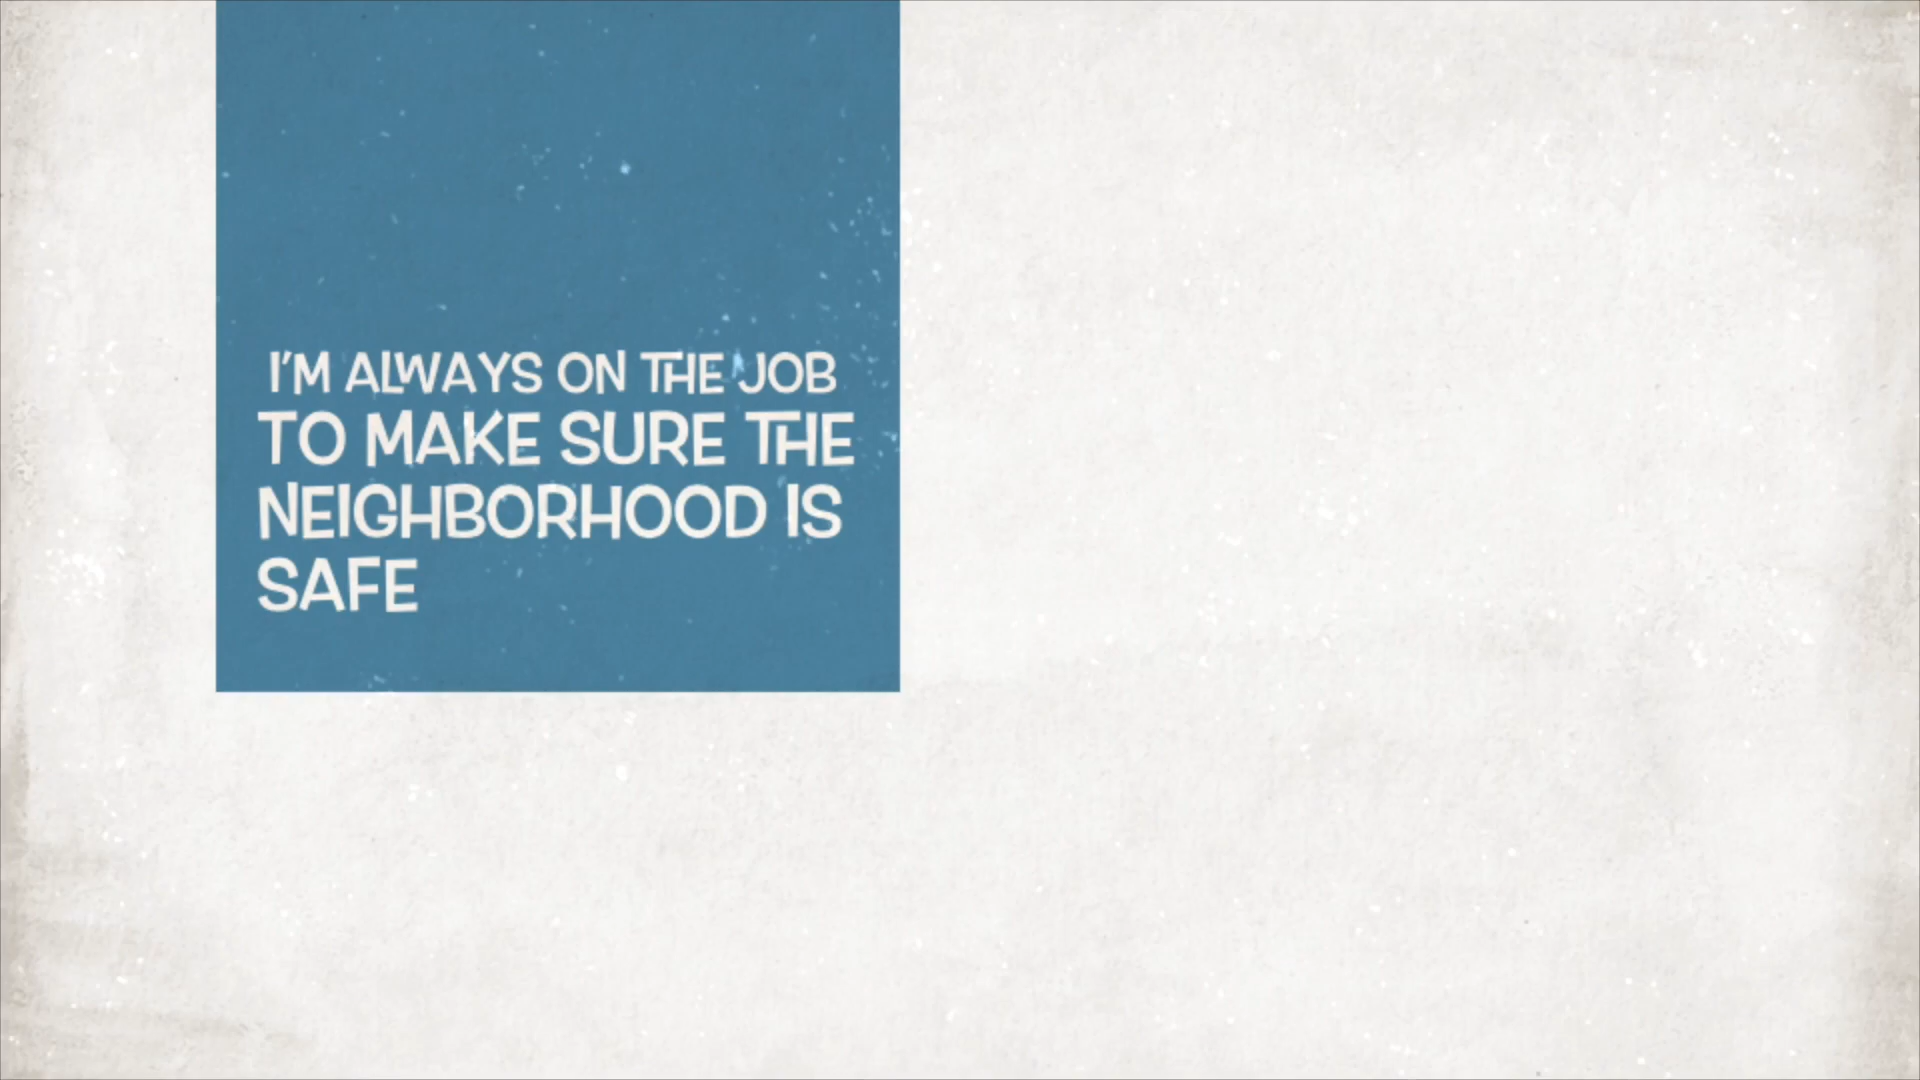 I'M ALWAYS ON THE JOB
TO MAKE SURE THE
NEIGHBORHOOD IS
SAFE